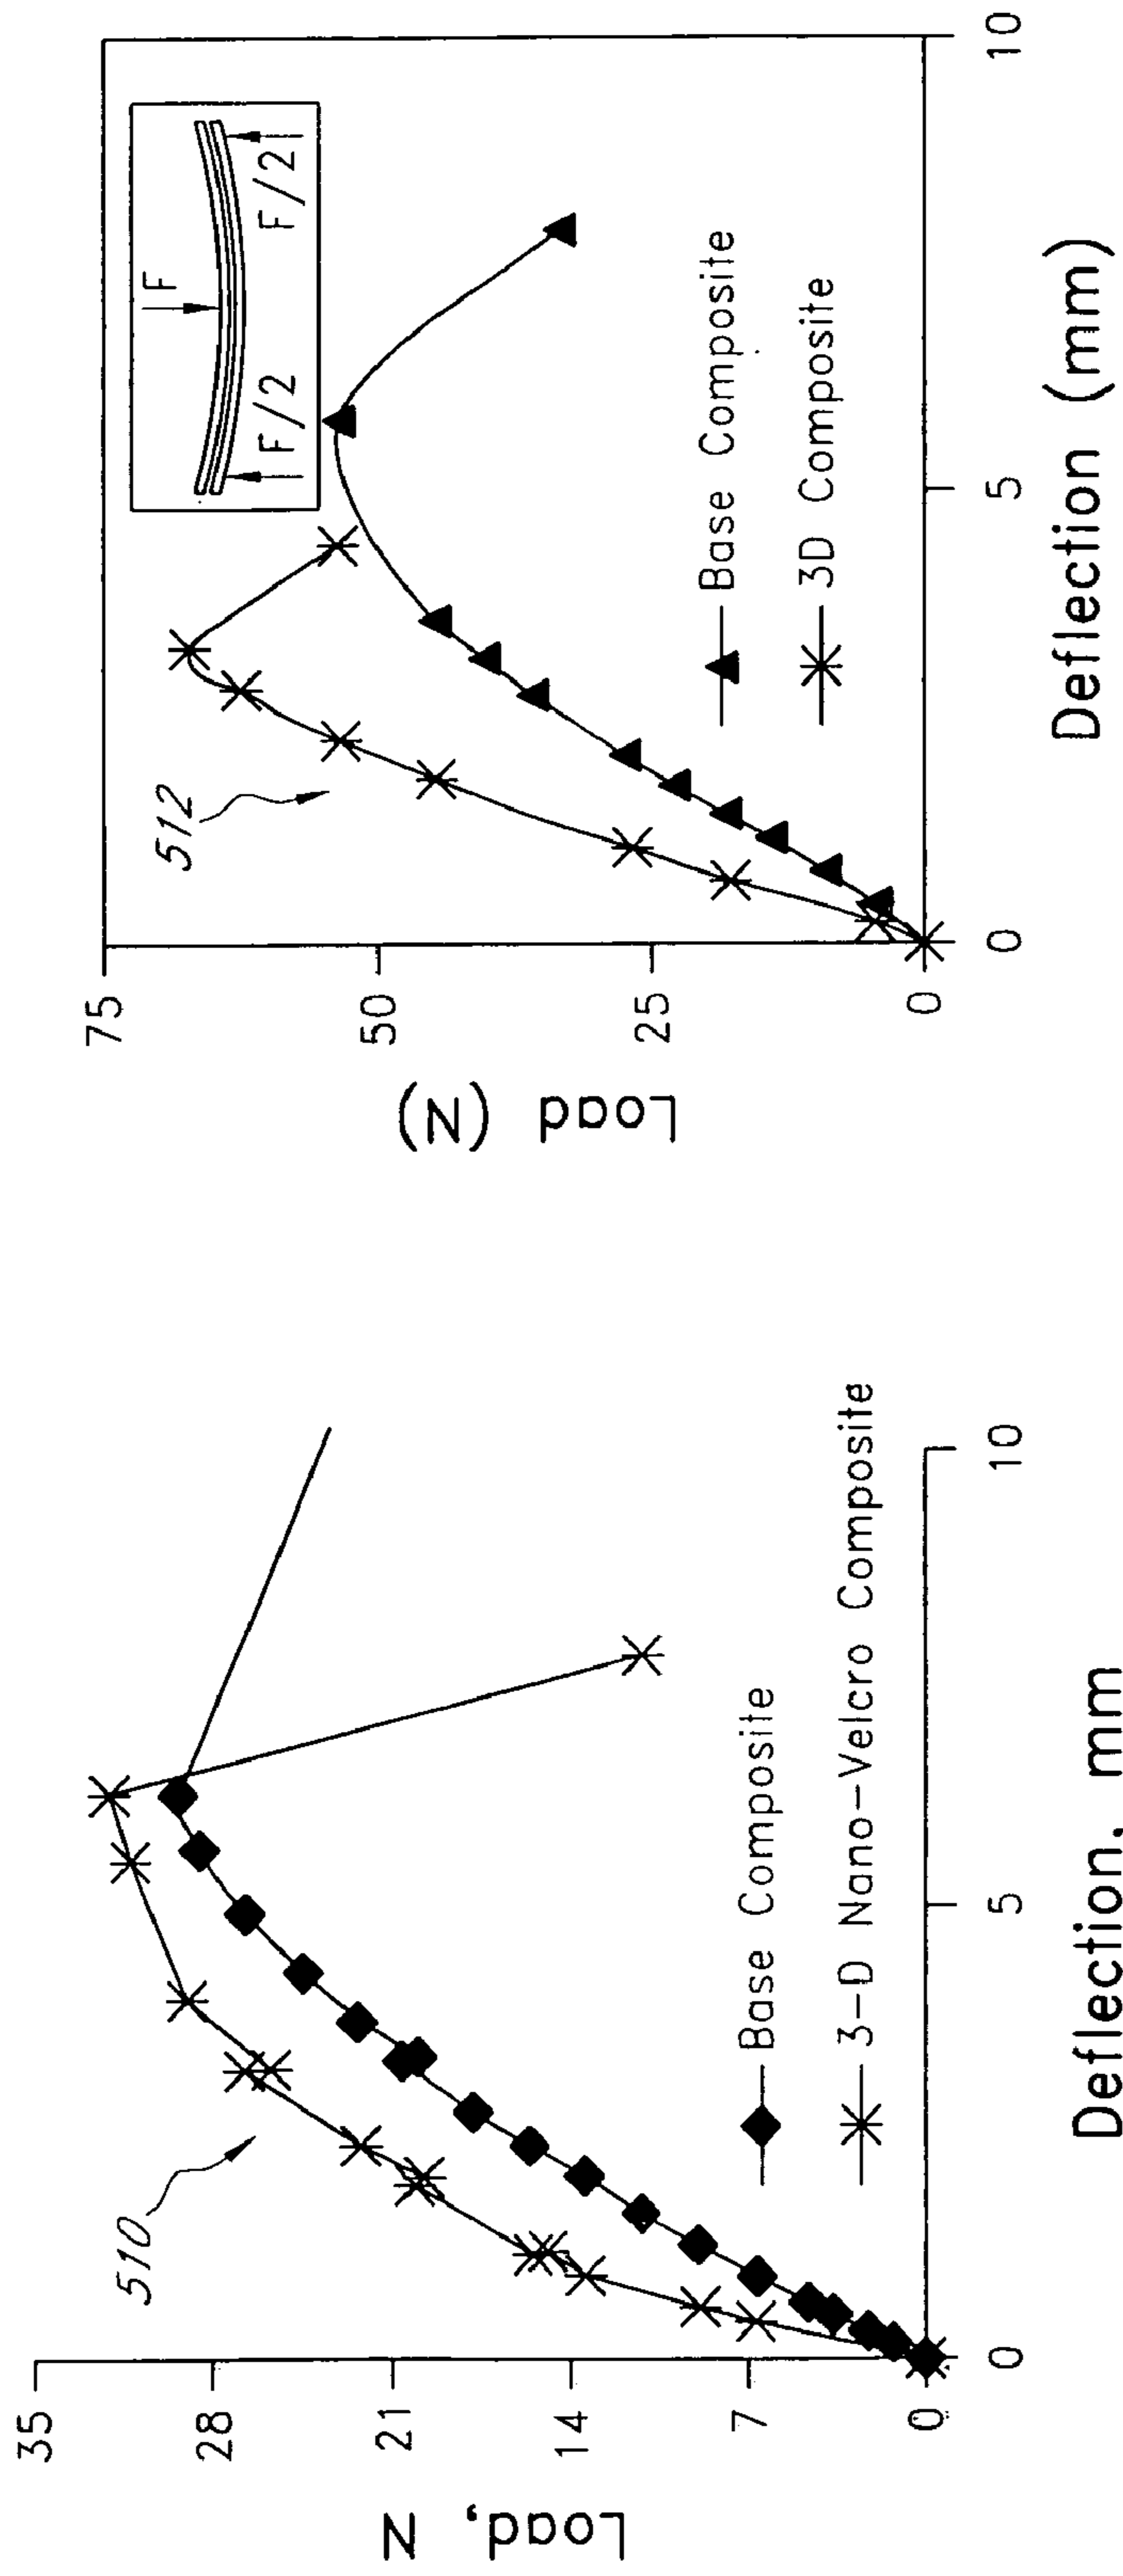 35
28
21
14
7
0
Load, N
510
Base Composite
3-D Nano-Velcro Composite
0
5
10
Deflection, mm
75
50
25
0
Load (N)
512
F
F/2
F/2
Base Composite
3D Composite
0
5
10
Deflection (mm)